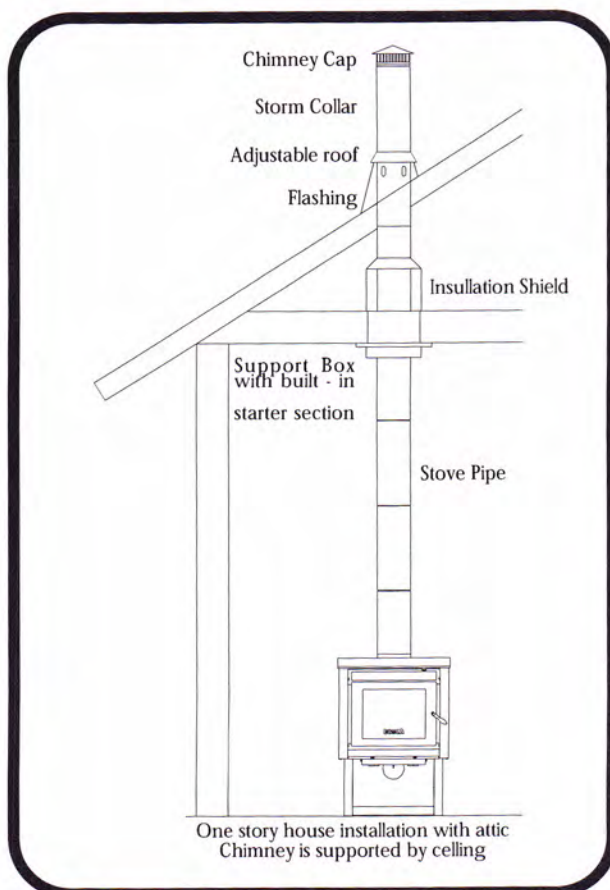 Chimney Cap
Storm Collar
Adjustable roof
Flashing
Insullation Shield
Support Box
with built - in
starter section
Stove Pipe
One story house installation with attic
Chimney is supported by celling